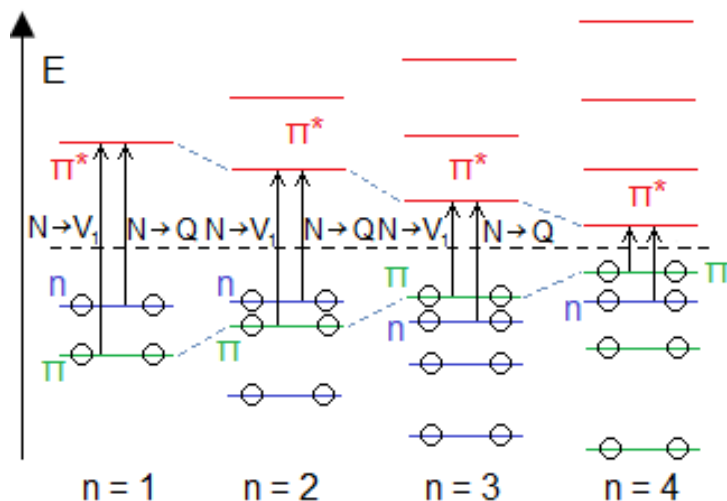 E
π* π* π* π*
N→V₁ N→Q N→V₁ N→Q N→V₁ N→Q
n n π π
π π n n
n = 1 n = 2 n = 3 n = 4